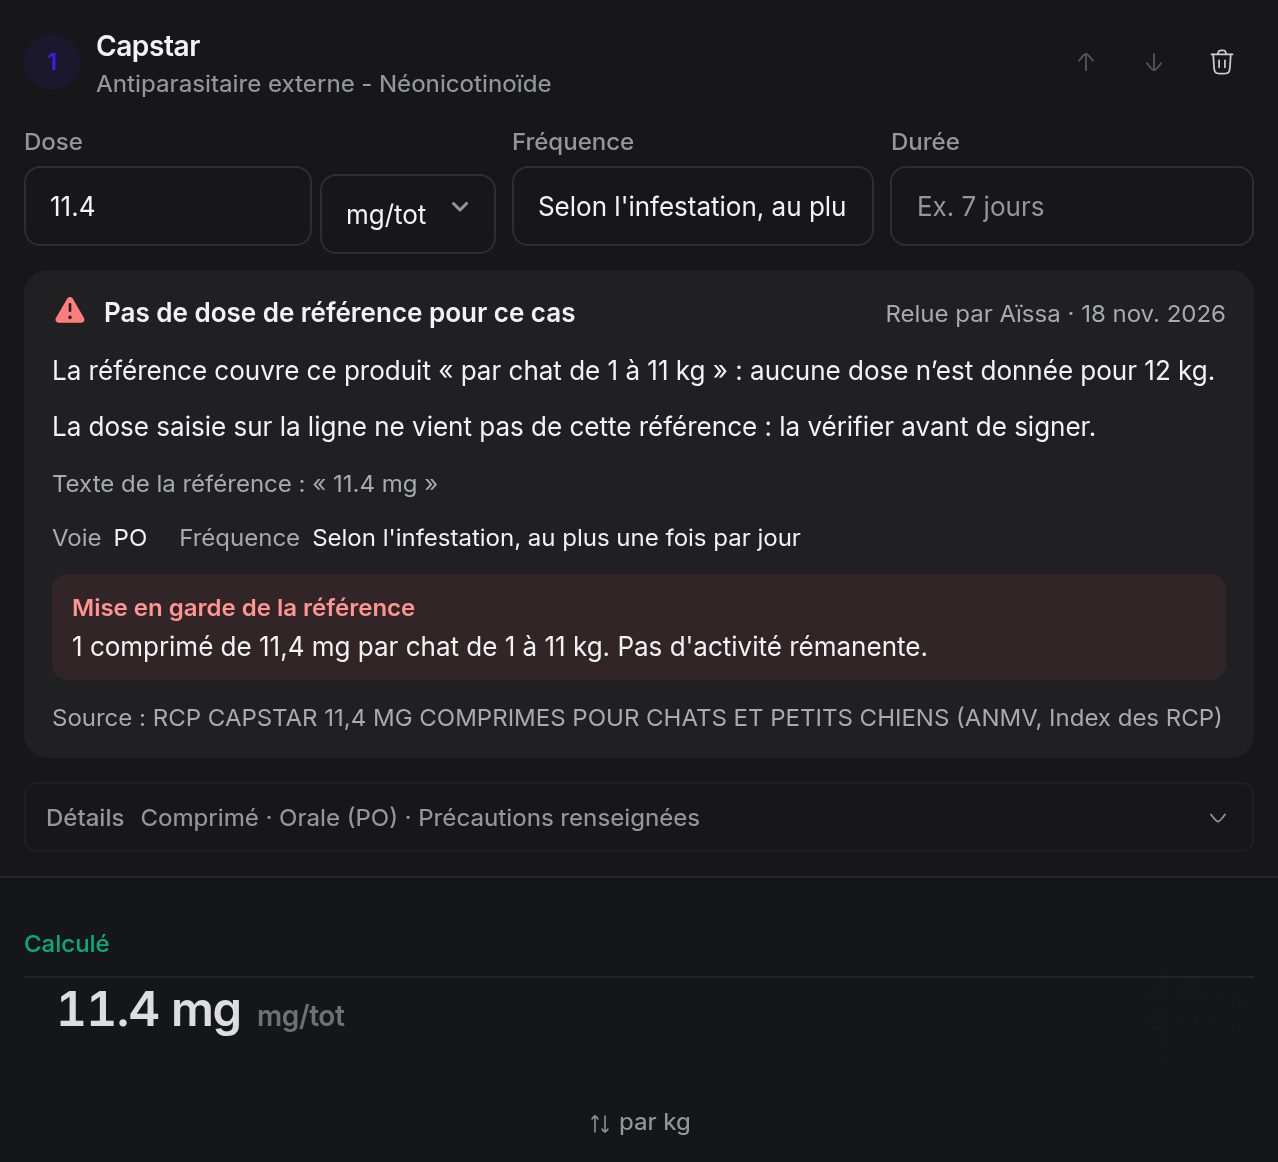 1
Capstar
Antiparasitaire externe - Néonicotinoïde
Dose
Fréquence
Durée
11.4
mg/tot
Selon l'infestation, au plu
Ex. 7 jours
Pas de dose de référence pour ce cas
Relue par Aïssa · 18 nov. 2026
La référence couvre ce produit « par chat de 1 à 11 kg » : aucune dose n’est donnée pour 12 kg.
La dose saisie sur la ligne ne vient pas de cette référence : la vérifier avant de signer.
Texte de la référence : « 11.4 mg »
Voie PO Fréquence Selon l'infestation, au plus une fois par jour
Mise en garde de la référence
1 comprimé de 11,4 mg par chat de 1 à 11 kg. Pas d'activité rémanente.
Source : RCP CAPSTAR 11,4 MG COMPRIMES POUR CHATS ET PETITS CHIENS (ANMV, Index des RCP)
Détails Comprimé · Orale (PO) · Précautions renseignées
Calculé
11.4 mg mg/tot
par kg